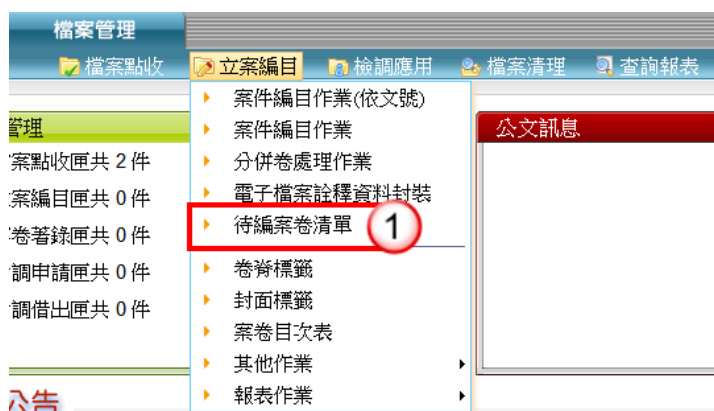 檔案管理
檔案點收 立案編目 檢調應用 檔案清理 查詢報表
案件編目作業(依文號)
管理
案件編目作業
公文訊息
案點收匣共 2 件
分併卷處理作業
電子檔案詮釋資料封裝
案編目匣共 0 件
待編案卷清單
1
卷著錄匣共 0 件
調申請匣共 0 件
卷脊標籤
調借出匣共 0 件
封面標籤
案卷目次表
其他作業
報表作業
公告